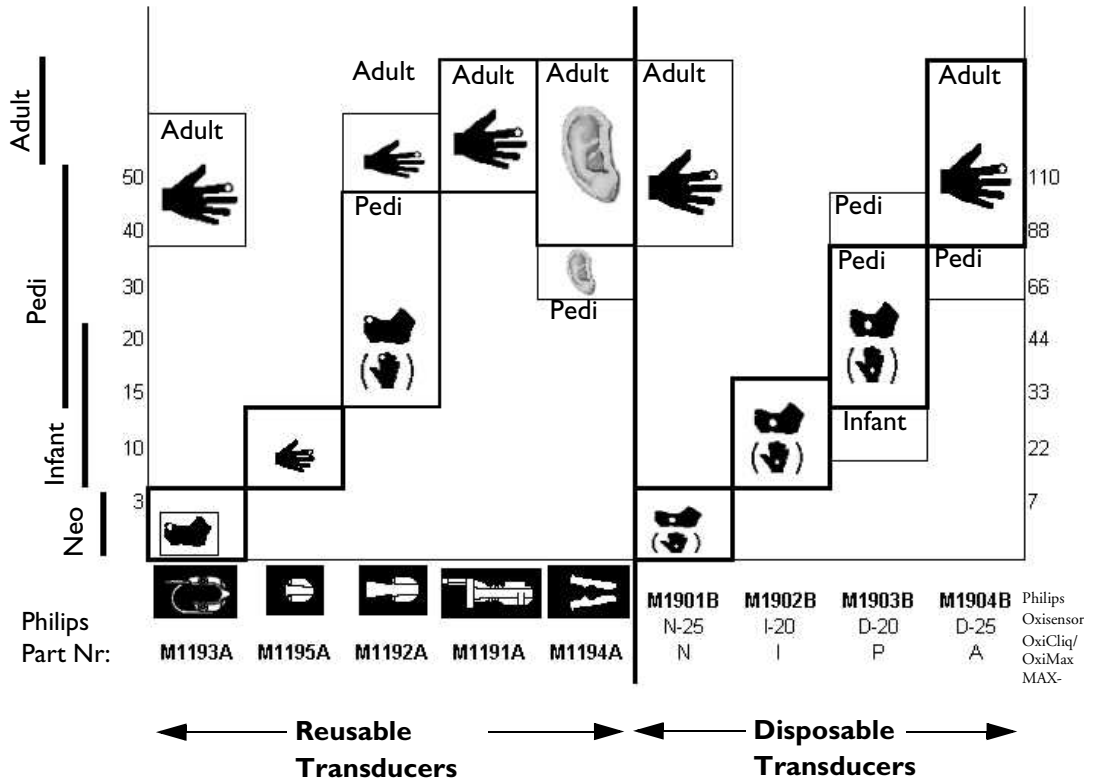 Adult
Adult
Adult
Adult
Adult
Adult
Adult
50
110
Pedi
Pedi
40
88
Pedi
Pedi
Pedi
30
66
Pedi
20
44
15
33
Infant
Infant
10
22
3
7
Neo
Philips
Part Nr:
M1193A
M1195A
M1192A
M1191A
M1194A
M1901B
M1902B
M1903B
M1904B
Philips
N-25
I-20
D-20
D-25
Oxisensor
N
I
P
A
OxiCliq/
OxiMax
MAX-
Reusable
Transducers
Disposable
Transducers